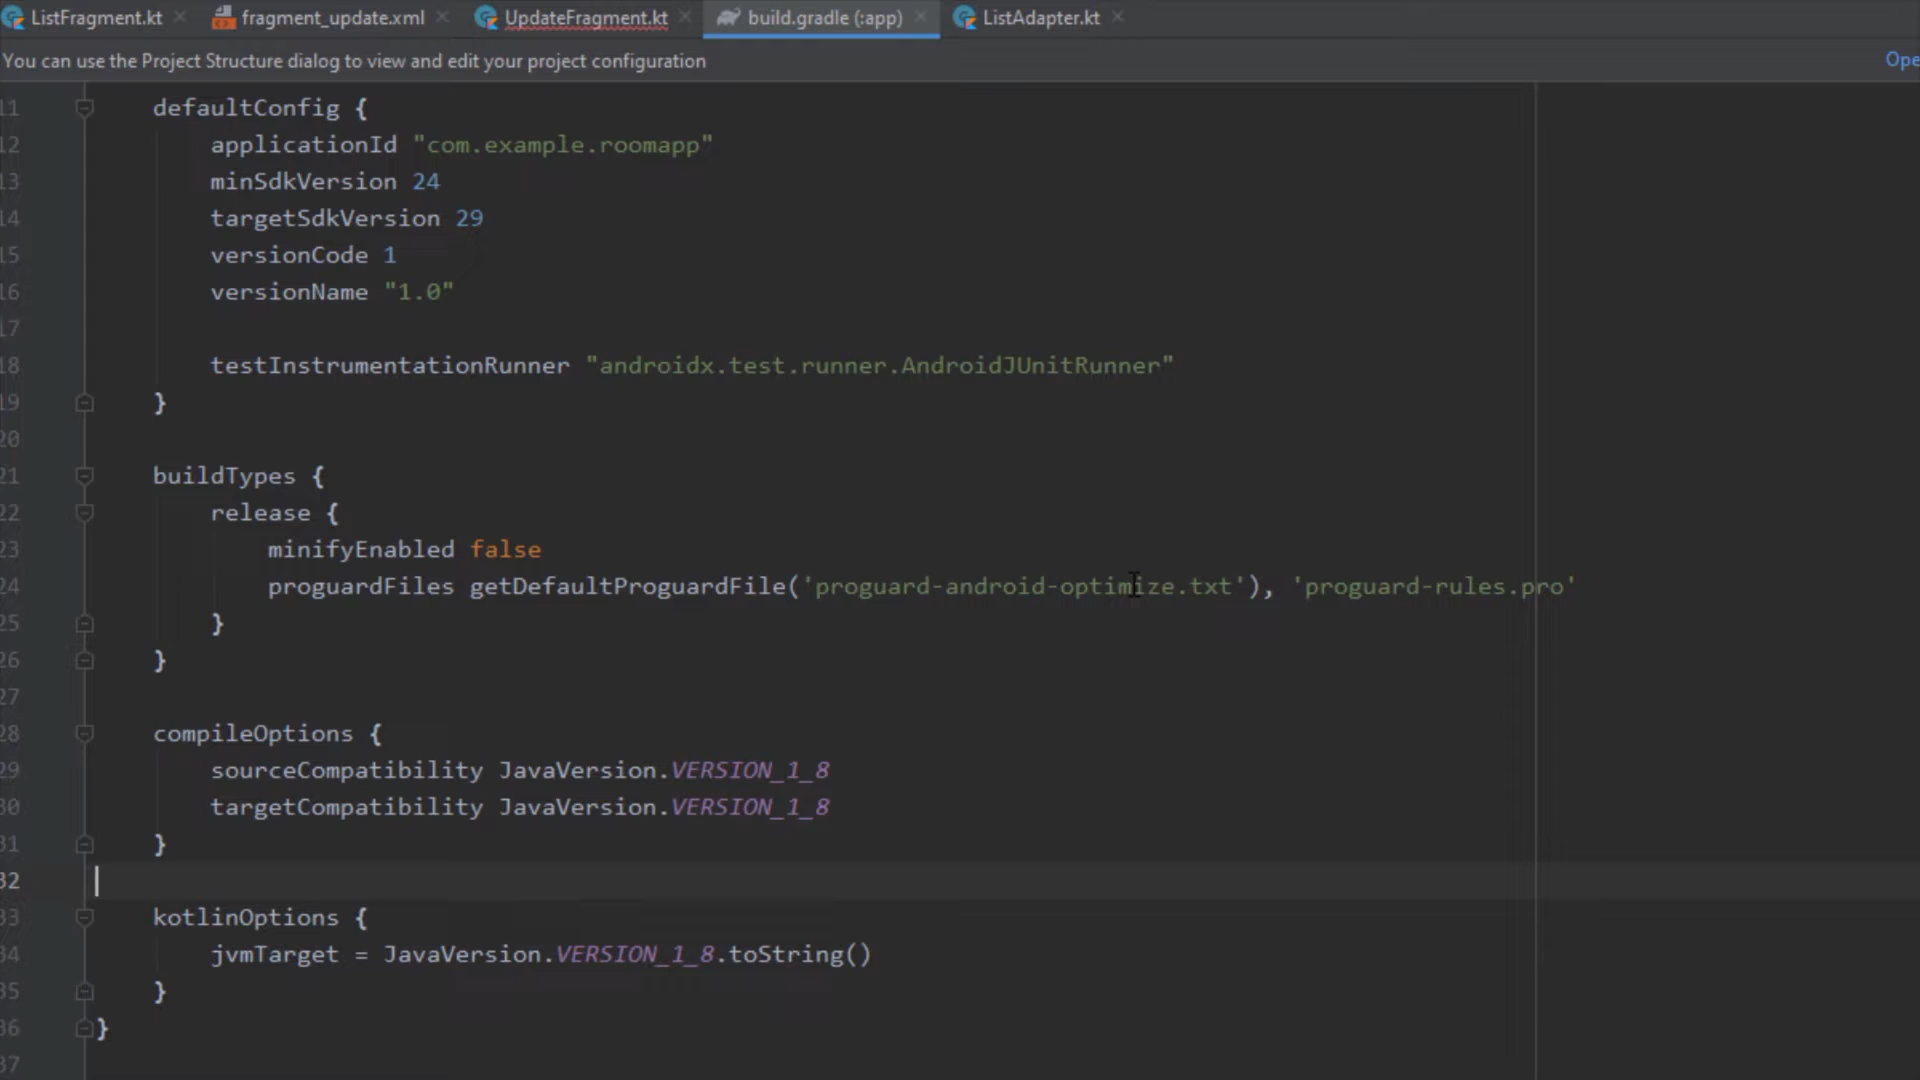 ListFragment.kt fragment_update.xml UpdateFragment.kt build.gradle (:app) ListAdapter.kt
You can use the Project Structure dialog to view and edit your project configuration
11 defaultConfig {
12 applicationId "com.example.roomapp"
13 minSdkVersion 24
14 targetSdkVersion 29
15 versionCode 1
16 versionName "1.0"
17
18 testInstrumentationRunner "androidx.test.runner.AndroidJUnitRunner"
19 }
20
21 buildTypes {
22 release {
23 minifyEnabled false
24 proguardFiles getDefaultProguardFile('proguard-android-optimize.txt'), 'proguard-rules.pro'
25 }
26 }
27
28 compileOptions {
29 sourceCompatibility JavaVersion.VERSION_1_8
30 targetCompatibility JavaVersion.VERSION_1_8
31 }
32
33 kotlinOptions {
34 jvmTarget = JavaVersion.VERSION_1_8.toString()
35 }
36 }
37